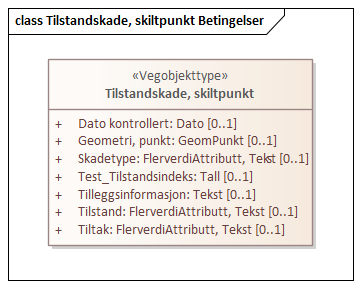 class Tilstandskade, skiltpunkt Betingelser
«Vegobjekttype»
Tilstandskade, skiltpunkt
+ Dato kontrollert: Dato [0..1]
+ Geometri, punkt: GeomPunkt [0..1]
+ Skadetype: FlerverdiAttributt, Tekst [0..1]
+ Test_Tilstandsindeks: Tall [0..1]
+ Tilleggsinformasjon: Tekst [0..1]
+ Tilstand: FlerverdiAttributt, Tekst [0..1]
+ Tiltak: FlerverdiAttributt, Tekst [0..1]